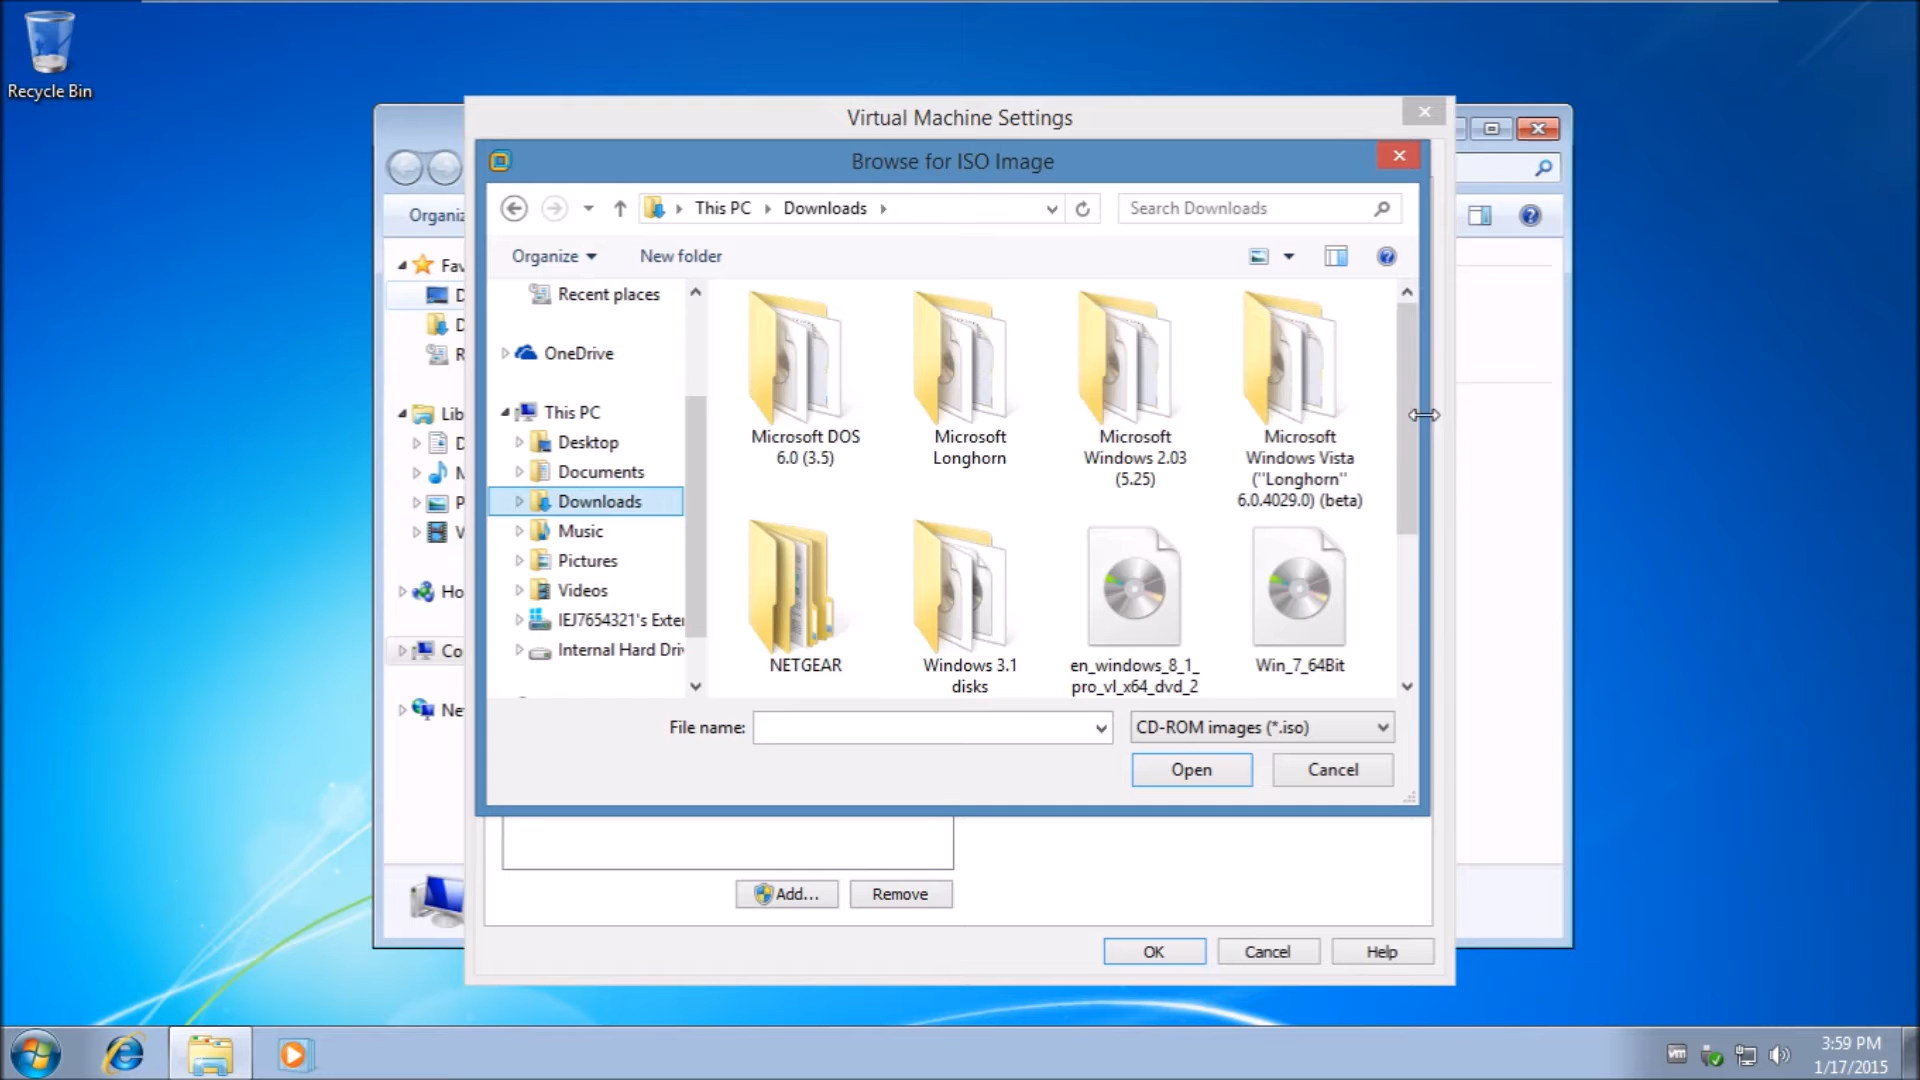 Recycle Bin
Virtual Machine Settings
Browse for ISO Image
This PC
Downloads
Search Downloads
Organize
New folder
Recent places
OneDrive
This PC
Desktop
Documents
Downloads
Music
Pictures
Videos
IEJ7654321's Exter
Internal Hard Driv
Microsoft DOS
6.0 (3.5)
Microsoft
Longhorn
Microsoft
Windows 2.03
(5.25)
Microsoft
Windows Vista
("Longhorn"
6.0.4029.0) (beta)
NETGEAR
Windows 3.1
disks
en_windows_8_1_
pro_vl_x64_dvd_2
Win_7_64Bit
File name:
CD-ROM images (*.iso)
Open
Cancel
Add...
Remove
OK
Cancel
Help
Organiz
Fav
D
D
R
Lib
D
M
P
V
Ho
Co
Ne
vm
3:59 PM
1/17/2015